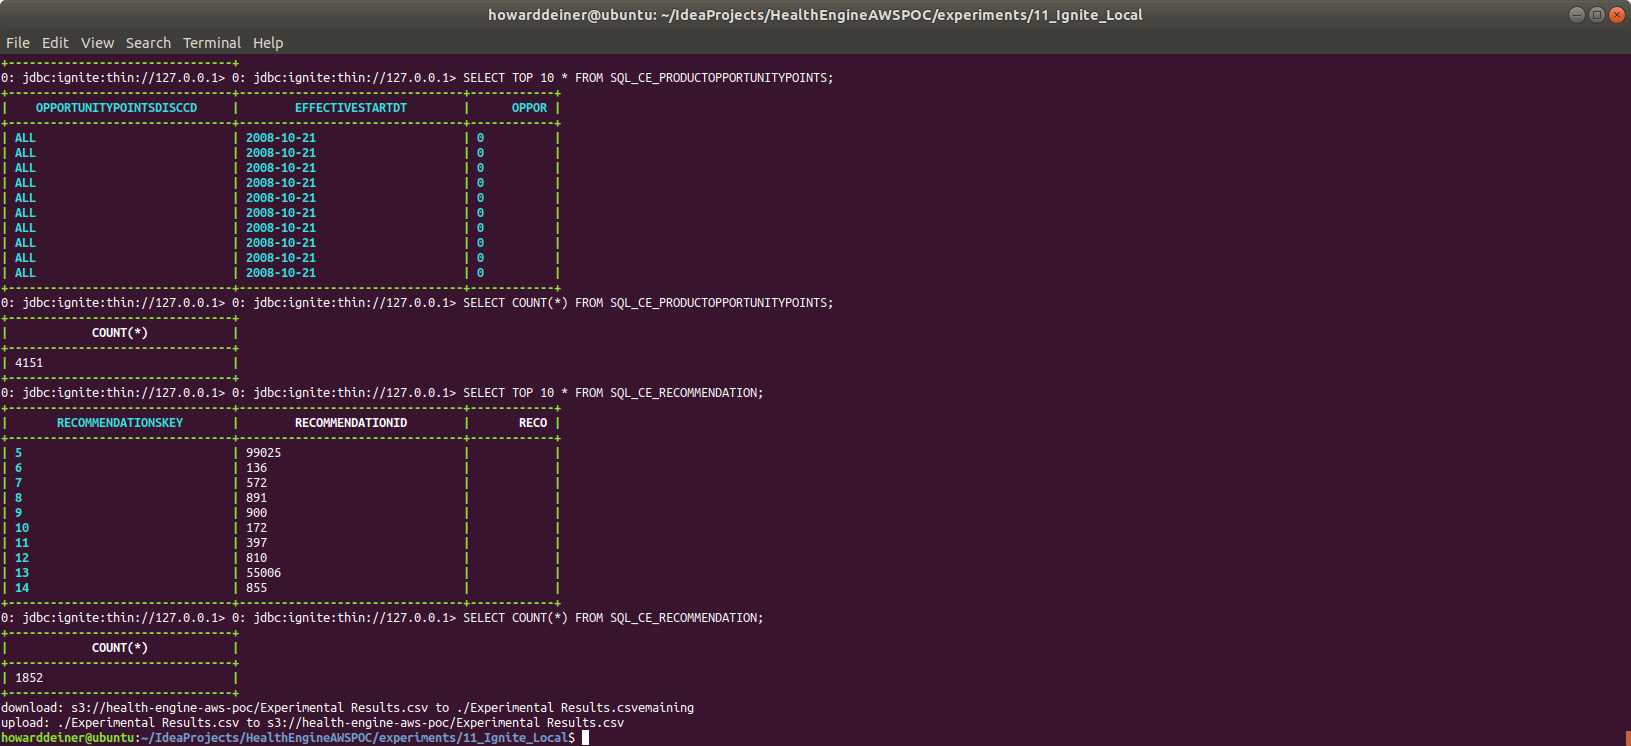 howarddeiner@ubuntu: ~/IdeaProjects/HealthEngineAWSPOC/experiments/11_Ignite_Local
File Edit View Search Terminal Help
+--------------------------------+
0: jdbc:ignite:thin://127.0.0.1> 0: jdbc:ignite:thin://127.0.0.1> SELECT TOP 10 * FROM SQL_CE_PRODUCTOPPORTUNITYPOINTS;
+--------------------------------+--------------------------------+------------+
|    OPPORTUNITYPOINTSDISCCD     |        EFFECTIVESTARTDT        |      OPPOR |
+--------------------------------+--------------------------------+------------+
| ALL                            | 2008-10-21                     | 0          |
| ALL                            | 2008-10-21                     | 0          |
| ALL                            | 2008-10-21                     | 0          |
| ALL                            | 2008-10-21                     | 0          |
| ALL                            | 2008-10-21                     | 0          |
| ALL                            | 2008-10-21                     | 0          |
| ALL                            | 2008-10-21                     | 0          |
| ALL                            | 2008-10-21                     | 0          |
| ALL                            | 2008-10-21                     | 0          |
| ALL                            | 2008-10-21                     | 0          |
+--------------------------------+--------------------------------+------------+
0: jdbc:ignite:thin://127.0.0.1> 0: jdbc:ignite:thin://127.0.0.1> SELECT COUNT(*) FROM SQL_CE_PRODUCTOPPORTUNITYPOINTS;
+--------------------------------+
|            COUNT(*)            |
+--------------------------------+
| 4151                           |
+--------------------------------+
0: jdbc:ignite:thin://127.0.0.1> 0: jdbc:ignite:thin://127.0.0.1> SELECT TOP 10 * FROM SQL_CE_RECOMMENDATION;
+--------------------------------+--------------------------------+------------+
|       RECOMMENDATIONSKEY       |        RECOMMENDATIONID        |       RECO |
+--------------------------------+--------------------------------+------------+
| 5                              | 99025                          |            |
| 6                              | 136                            |            |
| 7                              | 572                            |            |
| 8                              | 891                            |            |
| 9                              | 900                            |            |
| 10                             | 172                            |            |
| 11                             | 397                            |            |
| 12                             | 810                            |            |
| 13                             | 55006                          |            |
| 14                             | 855                            |            |
+--------------------------------+--------------------------------+------------+
0: jdbc:ignite:thin://127.0.0.1> 0: jdbc:ignite:thin://127.0.0.1> SELECT COUNT(*) FROM SQL_CE_RECOMMENDATION;
+--------------------------------+
|            COUNT(*)            |
+--------------------------------+
| 1852                           |
+--------------------------------+
download: s3://health-engine-aws-poc/Experimental Results.csv to ./Experimental Results.csvemaining
upload: ./Experimental Results.csv to s3://health-engine-aws-poc/Experimental Results.csv
howarddeiner@ubuntu:~/IdeaProjects/HealthEngineAWSPOC/experiments/11_Ignite_Local$